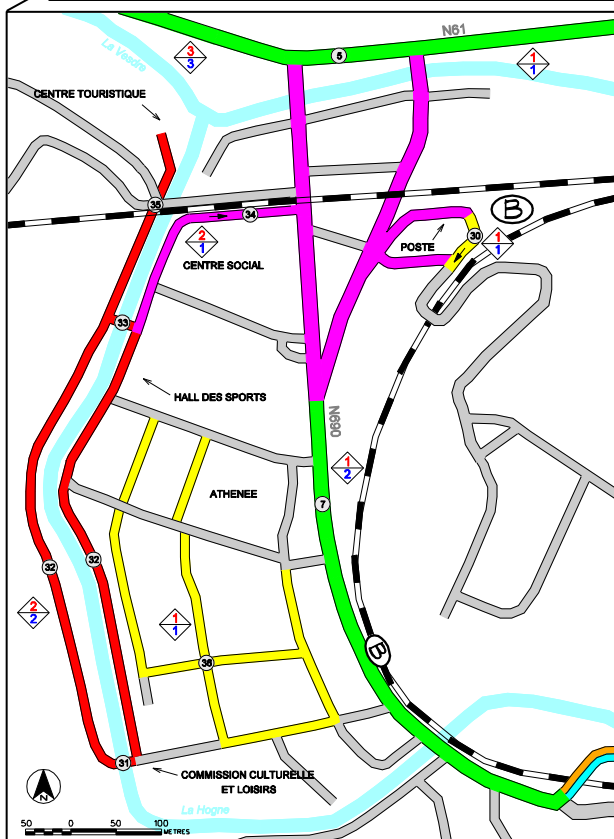 N61
5
La Vesdre
3
3
1
1
CENTRE TOURISTIQUE
35
34
B
2
1
POSTE
30
1
1
CENTRE SOCIAL
33
HALL DES SPORTS
N690
1
2
ATHENEE
7
32
32
2
2
1
1
36
B
31
COMMISSION CULTURELLE
ET LOISIRS
N
La Hogne
50 0 50 100
METRES